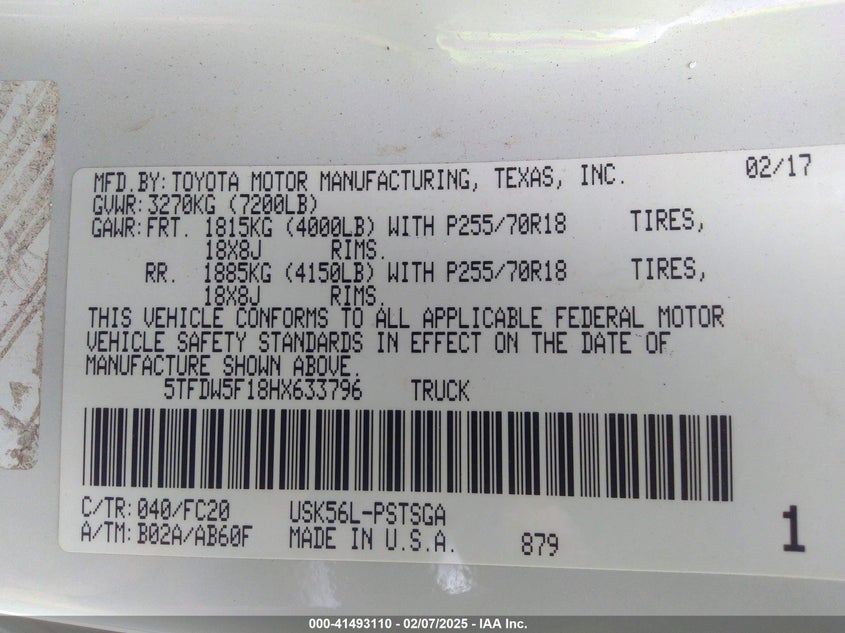 MFD.BY: TOYOTA MOTOR MANUFACTURING, TEXAS, INC. 02/17
GVWR: 3270KG (7200LB)
GAWR: FRT. 1815KG (4000LB) WITH P255/70R18 TIRES,
18X8J RIMS.
RR. 1885KG (4150LB) WITH P255/70R18 TIRES,
18X8J RIMS.
THIS VEHICLE CONFORMS TO ALL APPLICABLE FEDERAL MOTOR
VEHICLE SAFETY STANDARDS IN EFFECT ON THE DATE OF
MANUFACTURE SHOWN ABOVE.
5TFDW5F18HX633796 TRUCK
C/TR: 040/FC20 USK56L-PSTSGA
A/TM: B02A/AB60F MADE IN U.S.A. 879 1
000-41493110 - 02/07/2025 - IAA Inc.